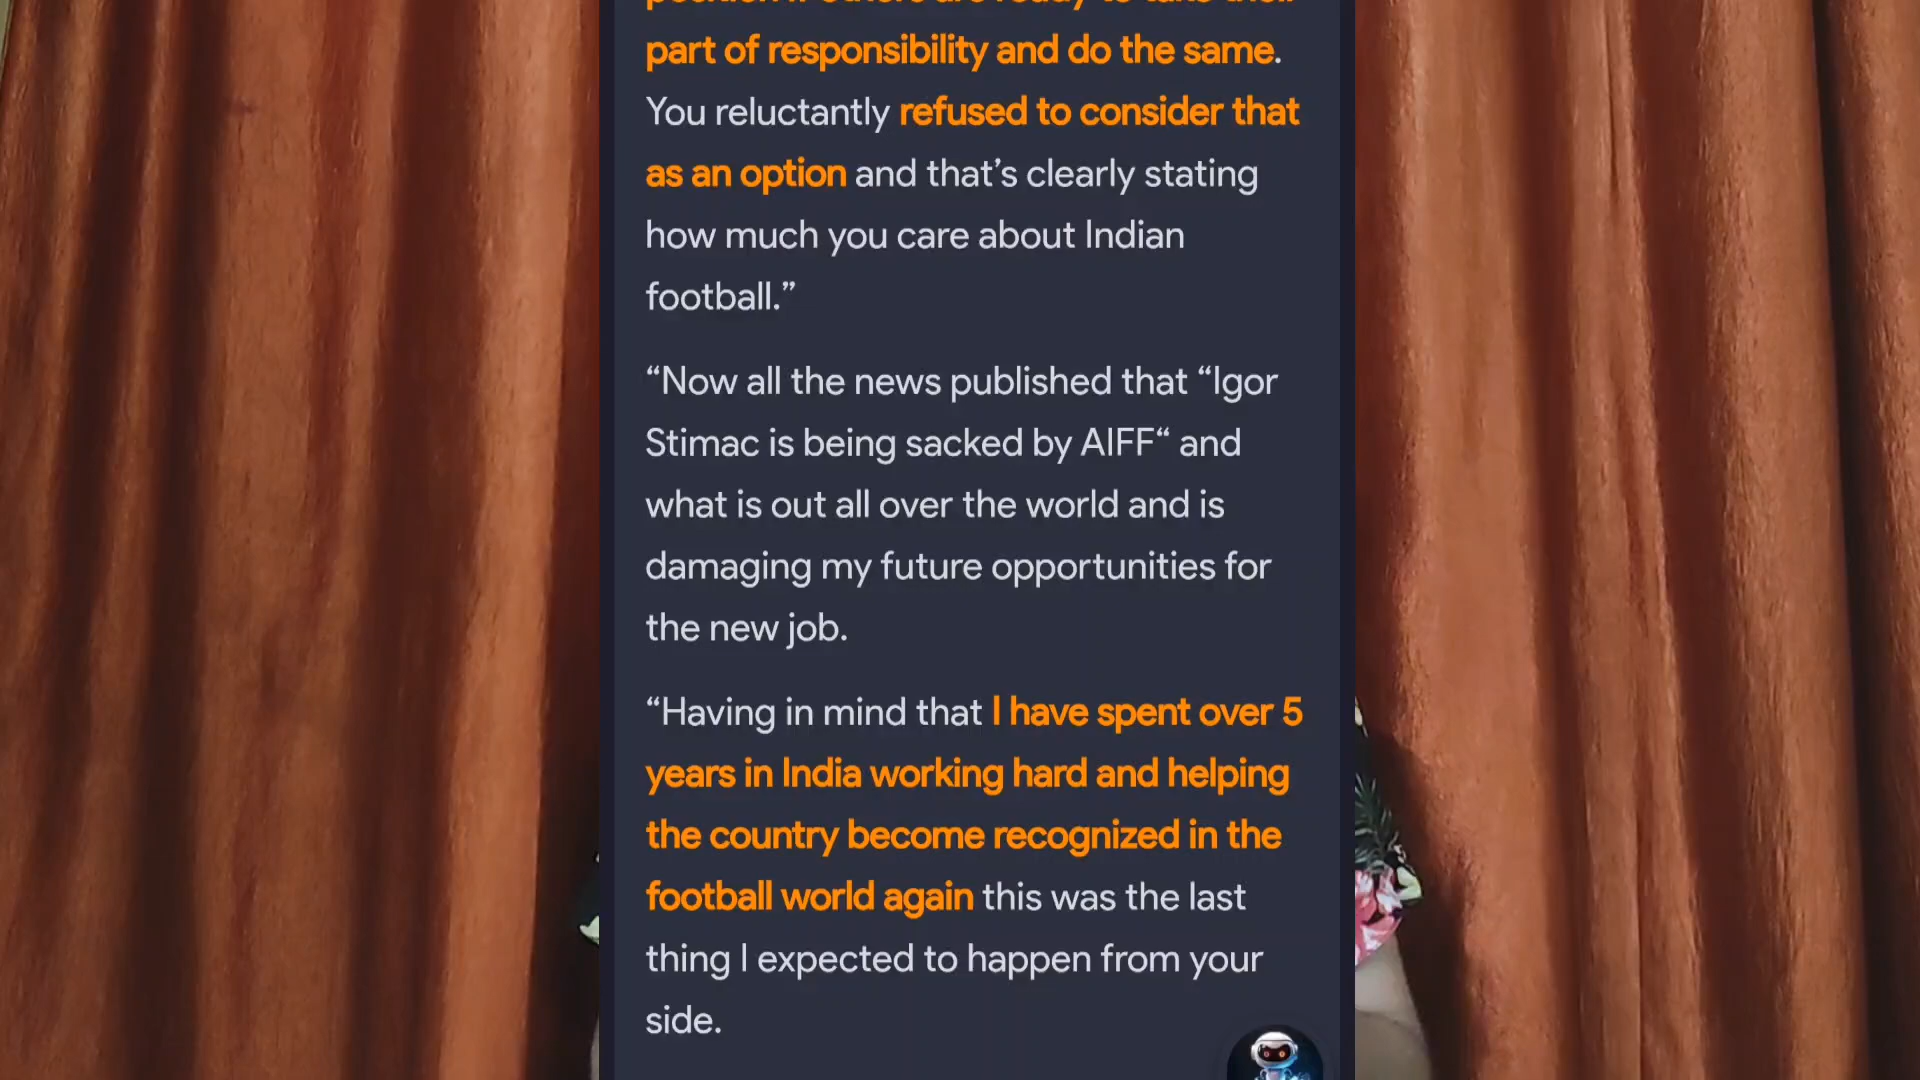 part of responsibility and do the same.
You reluctantly refused to consider that
as an option and that’s clearly stating
how much you care about Indian
football.”
“Now all the news published that “Igor
Stimac is being sacked by AIFF“ and
what is out all over the world and is
damaging my future opportunities for
the new job.
“Having in mind that I have spent over 5
years in India working hard and helping
the country become recognized in the
football world again this was the last
thing I expected to happen from your
side.